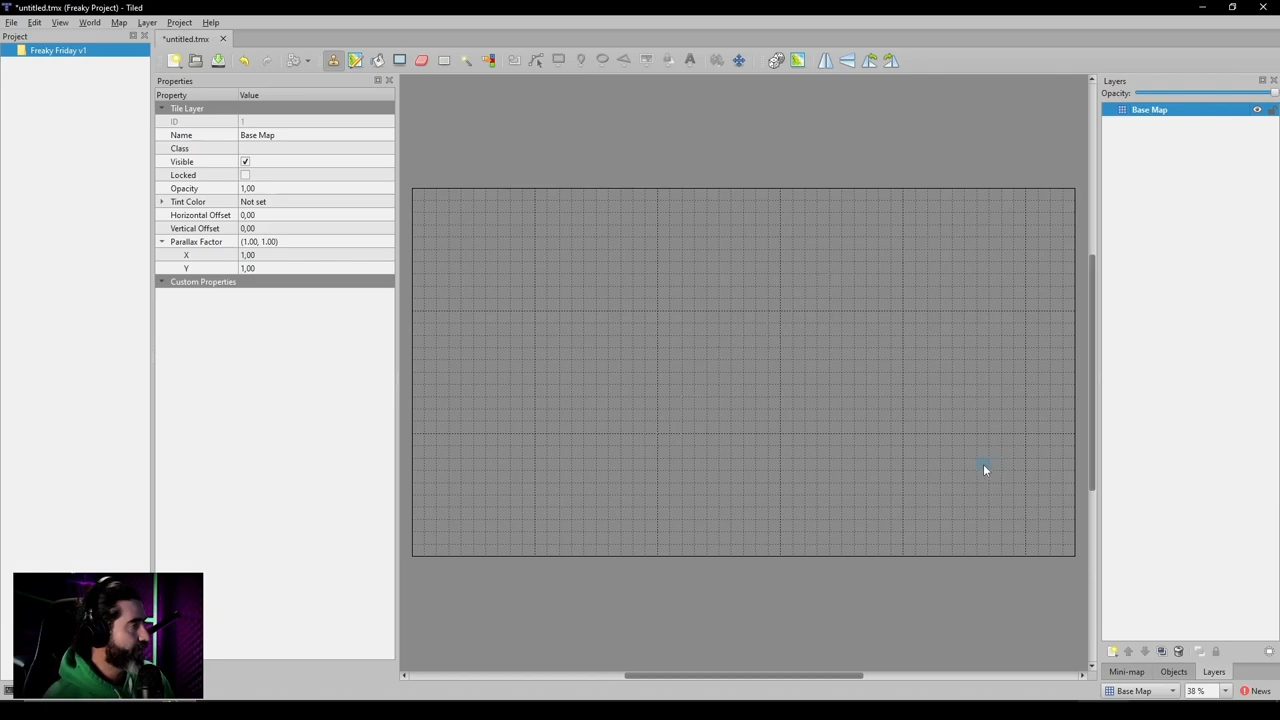 *untitled.tmx (Freaky Project) - Tiled
File Edit View World Map Layer Project Help
Project
Freaky Friday v1
*untitled.tmx
Properties
Property Value
Tile Layer
ID 1
Name Base Map
Class
Visible
Locked
Opacity 1,00
Tint Color Not set
Horizontal Offset 0,00
Vertical Offset 0,00
Parallax Factor (1.00, 1.00)
X 1,00
Y 1,00
Custom Properties
Layers
Opacity:
Base Map
Mini-map Objects Layers
Base Map 38 % News